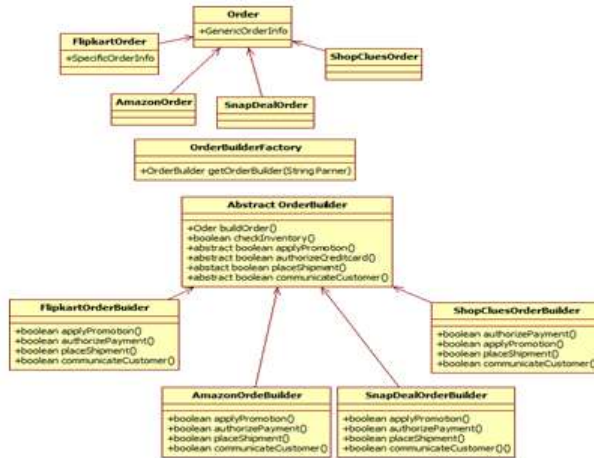 Order
+GenericOrderInfo
FlipkartOrder
+SpecificOrderInfo
ShopCluesOrder
AmazonOrder
SnapDealOrder
OrderBuilderFactory
+OrderBuilder getOrderBuilder(String Parner)
Abstract OrderBuilder
+Oder buildOrder()
+boolean checkInventory()
+abstract boolean applyPromotion()
+abstract boolean authorizeCreditcard()
+abstact boolean placeShipment()
+abstract boolean communicateCustomer()
FlipkartOrderBuider
+boolean applyPromotion()
+boolean authorizePayment()
+boolean placeShipment()
+boolean communicateCustomer()
ShopCluesOrderBuilder
+boolean authorizePayment()
+boolean applyPromotion()
+boolean placeShipment()
+boolean communicateCustomer()
AmazonOrdeBuilder
+boolean applyPromotion()
+boolean authorizePayment()
+boolean placeShipment()
+boolean communicateCustomer()
SnapDealOrderBuilder
+boolean applyPromotion()
+boolean authorizePayment()
+boolean placeShipment()
+boolean communicateCustomer()()